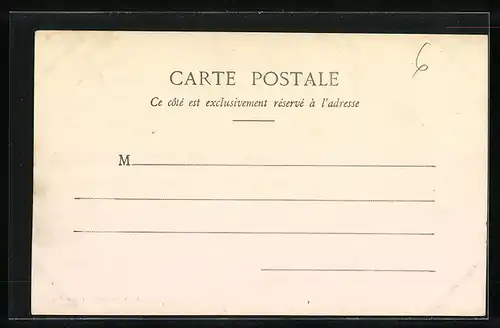 6
CARTE POSTALE
Ce côté est exclusivement réservé à l'adresse
M